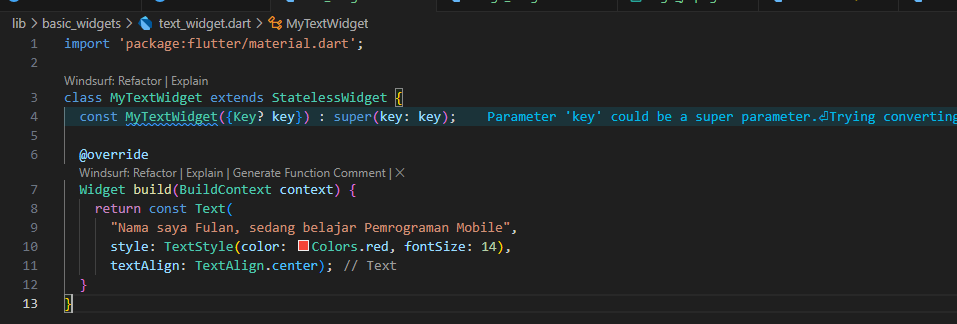 lib > basic_widgets > text_widget.dart > MyTextWidget
1 import 'package:flutter/material.dart';
2
Windsurf: Refactor | Explain
3 class MyTextWidget extends StatelessWidget {
4 const MyTextWidget({Key? key}) : super(key: key); Parameter 'key' could be a super parameter.⏎Trying converting
5
6 @override
Windsurf: Refactor | Explain | Generate Function Comment | ×
7 Widget build(BuildContext context) {
8 return const Text(
9 "Nama saya Fulan, sedang belajar Pemrograman Mobile",
10 style: TextStyle(color: Colors.red, fontSize: 14),
11 textAlign: TextAlign.center); // Text
12 }
13 }